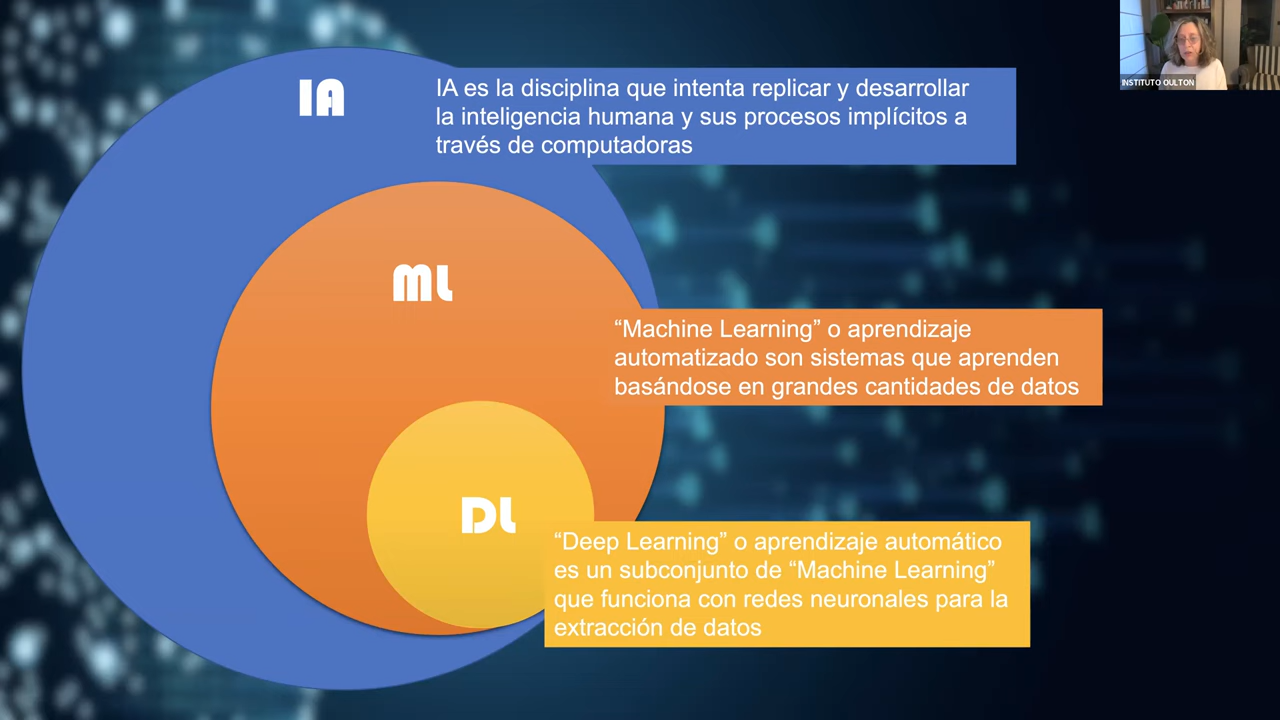 IA
IA es la disciplina que intenta replicar y desarrollar
la inteligencia humana y sus procesos implícitos a
través de computadoras
ML
“Machine Learning” o aprendizaje
automatizado son sistemas que aprenden
basándose en grandes cantidades de datos
DL
“Deep Learning” o aprendizaje automático
es un subconjunto de “Machine Learning”
que funciona con redes neuronales para la
extracción de datos
INSTITUTO OULTON